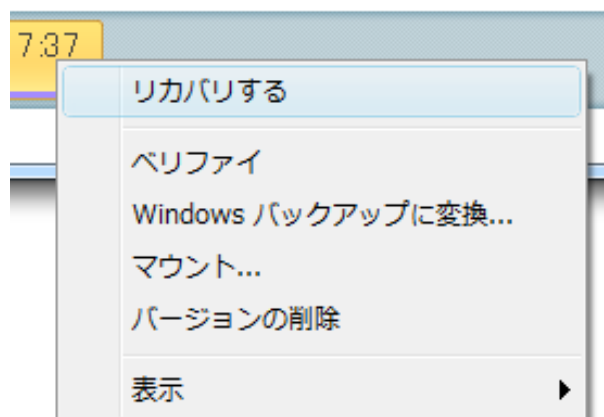 7:37
リカバリする
ベリファイ
Windows バックアップに変換...
マウント...
バージョンの削除
表示